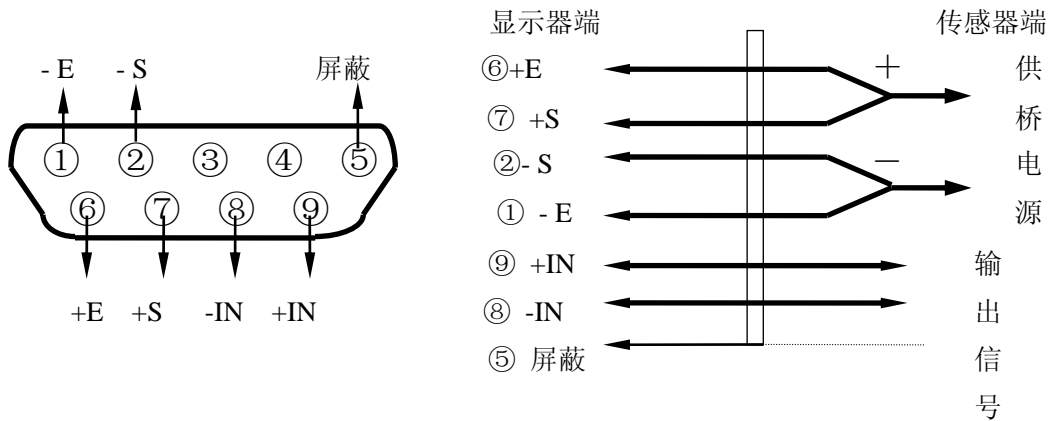 - E - S 屏蔽
① ② ③ ④ ⑤
⑥ ⑦ ⑧ ⑨
+E +S -IN +IN
显示器端 传感器端
⑥+E
⑦ +S
②- S
① - E
⑨ +IN
⑧ -IN
⑤ 屏蔽
+
—
供桥电源
输出信号